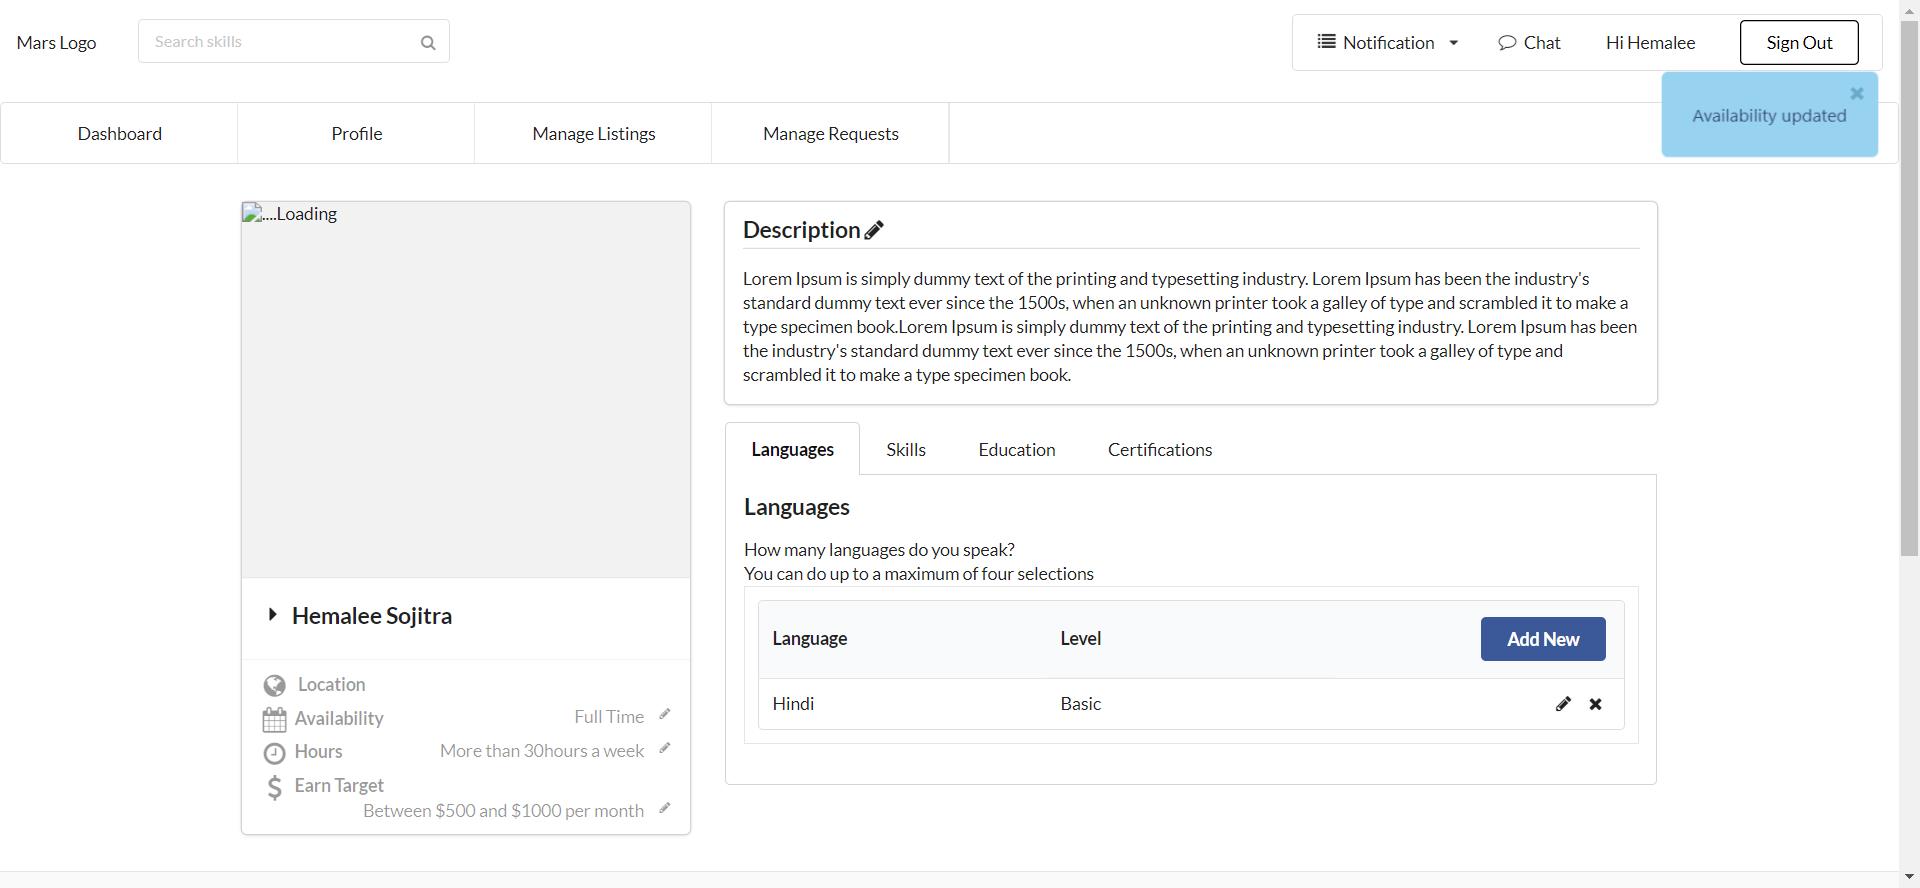 Mars Logo
Search skills
Notification
Chat
Hi Hemalee
Sign Out
Availability updated
Dashboard
Profile
Manage Listings
Manage Requests
....Loading
Hemalee Sojitra
Location
Availability
Full Time
Hours
More than 30hours a week
Earn Target
Between $500 and $1000 per month
Description
Lorem Ipsum is simply dummy text of the printing and typesetting industry. Lorem Ipsum has been the industry's
standard dummy text ever since the 1500s, when an unknown printer took a galley of type and scrambled it to make a
type specimen book.Lorem Ipsum is simply dummy text of the printing and typesetting industry. Lorem Ipsum has been
the industry's standard dummy text ever since the 1500s, when an unknown printer took a galley of type and
scrambled it to make a type specimen book.
Languages
Skills
Education
Certifications
Languages
How many languages do you speak?
You can do up to a maximum of four selections
Language
Level
Add New
Hindi
Basic